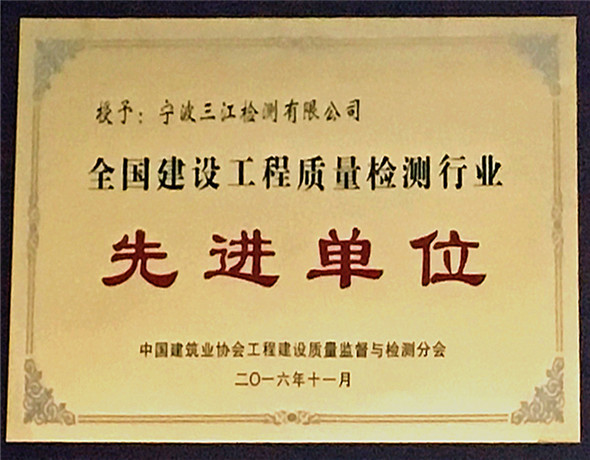 授予：宁波三江检测有限公司
全国建设工程质量检测行业
先进单位
中国建筑业协会工程建设质量监督与检测分会
二〇一六年十一月